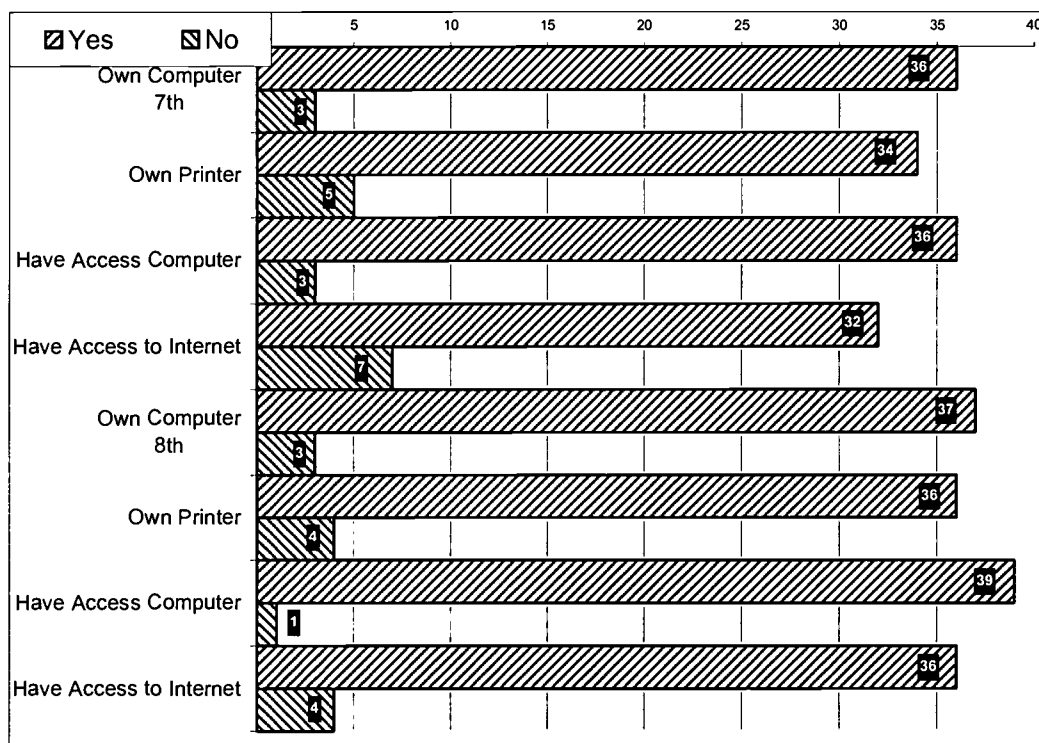 Yes No
5 10 15 20 25 30 35 40
Own Computer
7th
36
3
Own Printer
34
5
Have Access Computer
36
3
Have Access to Internet
32
7
Own Computer
8th
37
3
Own Printer
36
4
Have Access Computer
39
1
Have Access to Internet
36
4